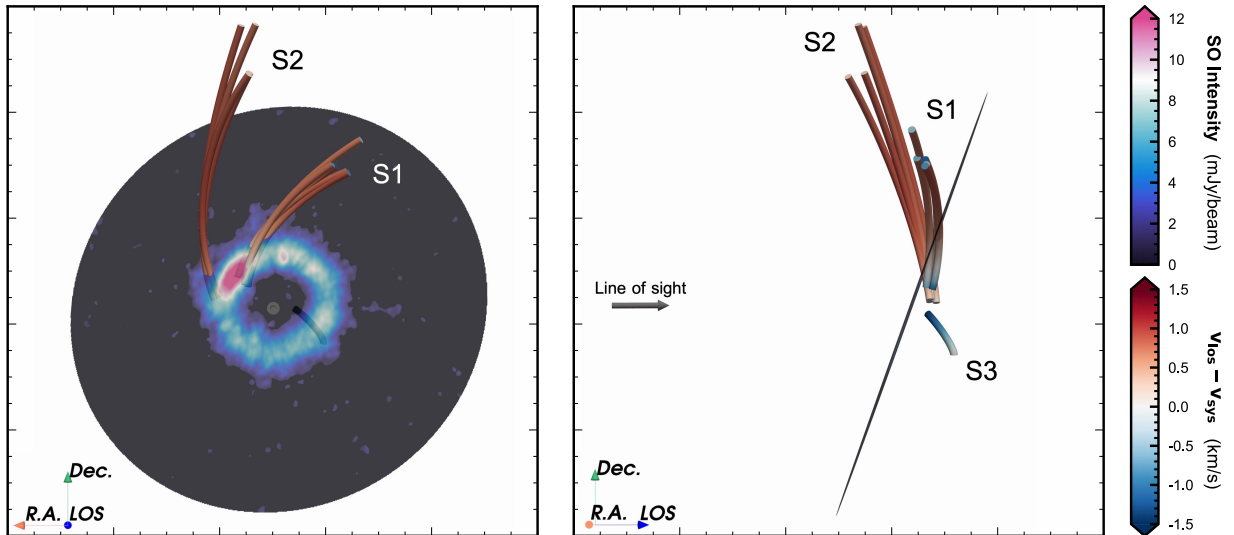 S2
S1
Dec.
R.A. LOS
S2
S1
Line of sight
S3
Dec.
R.A. LOS
12
10
8
6
4
2
0
SO Intensity (mJy/beam)
1.5
1.0
0.5
0.0
-0.5
-1.0
-1.5
v_los − v_sys (km/s)